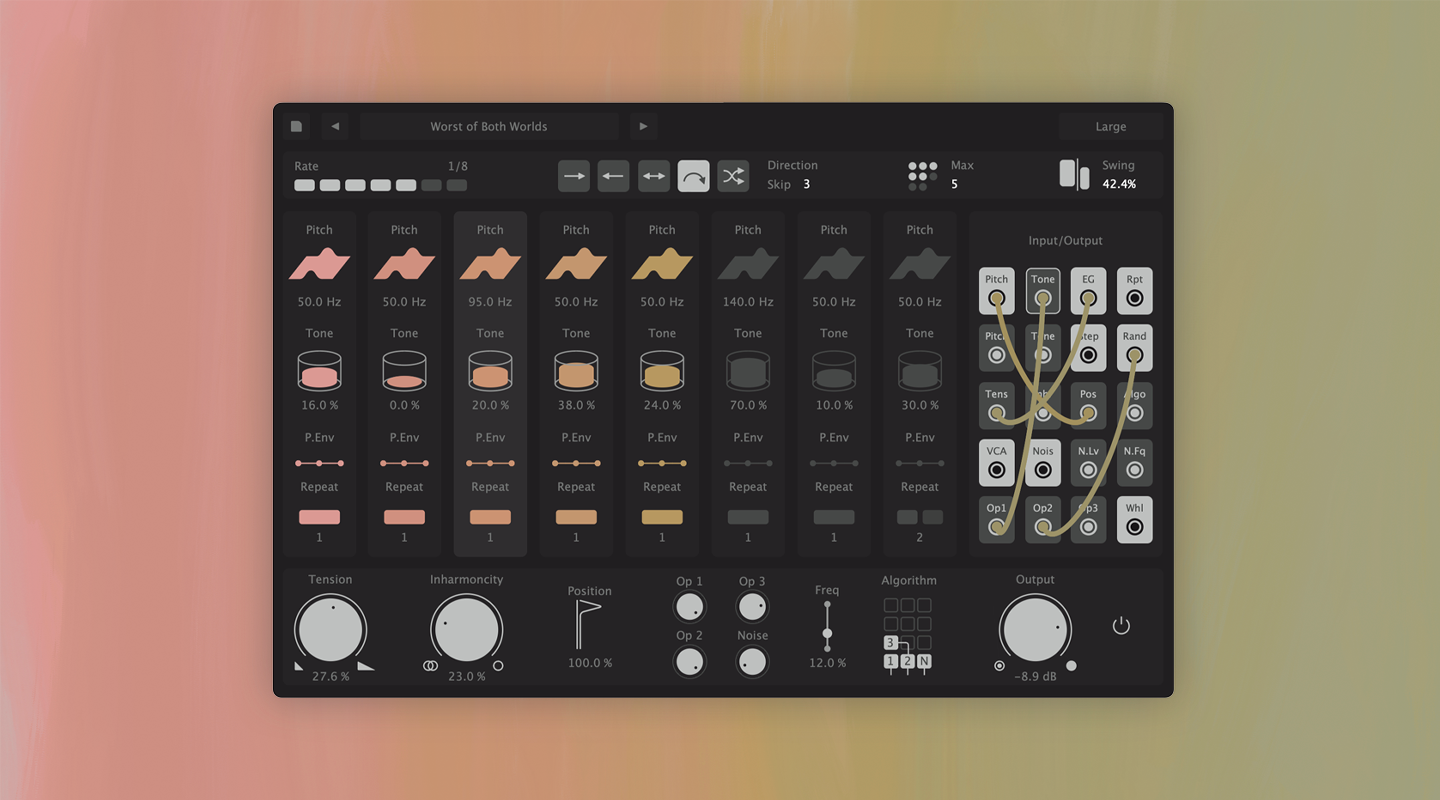 Worst of Both Worlds
Large
Rate 1/8
Direction
Skip 3
Max
5
Swing
42.4%
Pitch Pitch Pitch Pitch Pitch Pitch Pitch Pitch
50.0 Hz 50.0 Hz 95.0 Hz 50.0 Hz 50.0 Hz 140.0 Hz 50.0 Hz 50.0 Hz
Tone Tone Tone Tone Tone Tone Tone Tone
16.0 % 0.0 % 20.0 % 38.0 % 24.0 % 70.0 % 10.0 % 30.0 %
P.Env P.Env P.Env P.Env P.Env P.Env P.Env P.Env
Repeat Repeat Repeat Repeat Repeat Repeat Repeat Repeat
1 1 1 1 1 1 1 2
Input/Output
Pitch Tone EG Rpt
Pitch Tone Step Rand
Tens Pos Algo
VCA Nois N.Lv N.Fq
Op1 Op2 Op3 Whl
Tension
27.6 %
Inharmoncity
23.0 %
Position
100.0 %
Op 1 Op 3
Op 2 Noise
Freq
12.0 %
Algorithm
3
1 2 N
Output
-8.9 dB